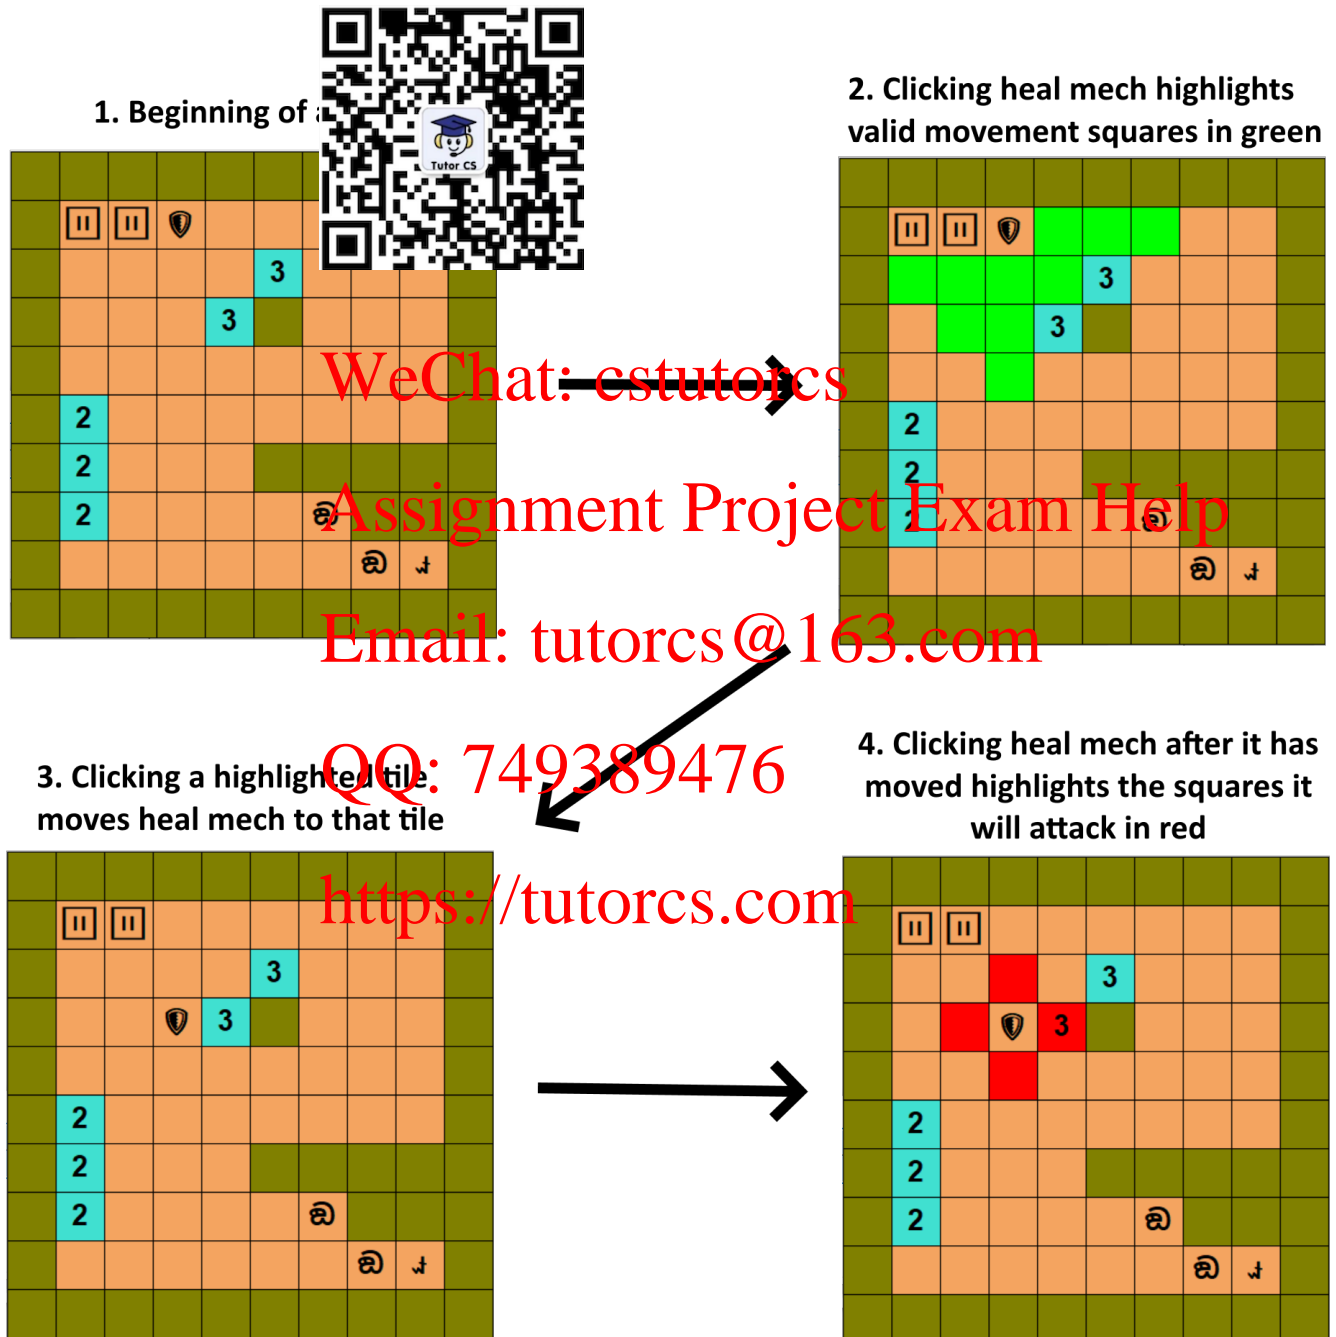 1. Beginning of
Tutor CS
2. Clicking heal mech highlights
valid movement squares in green
3
3
2
2
2
ඞ
ඞ
3
3
2
2
2
ඞ
ඞ
WeChat: cstutorcs
Assignment Project Exam Help
Email: tutorcs@163.com
QQ: 749389476
https://tutorcs.com
3. Clicking a highlighted tile
moves heal mech to that tile
3
3
2
2
2
ඞ
ඞ
4. Clicking heal mech after it has
moved highlights the squares it
will attack in red
3
3
2
2
2
ඞ
ඞ